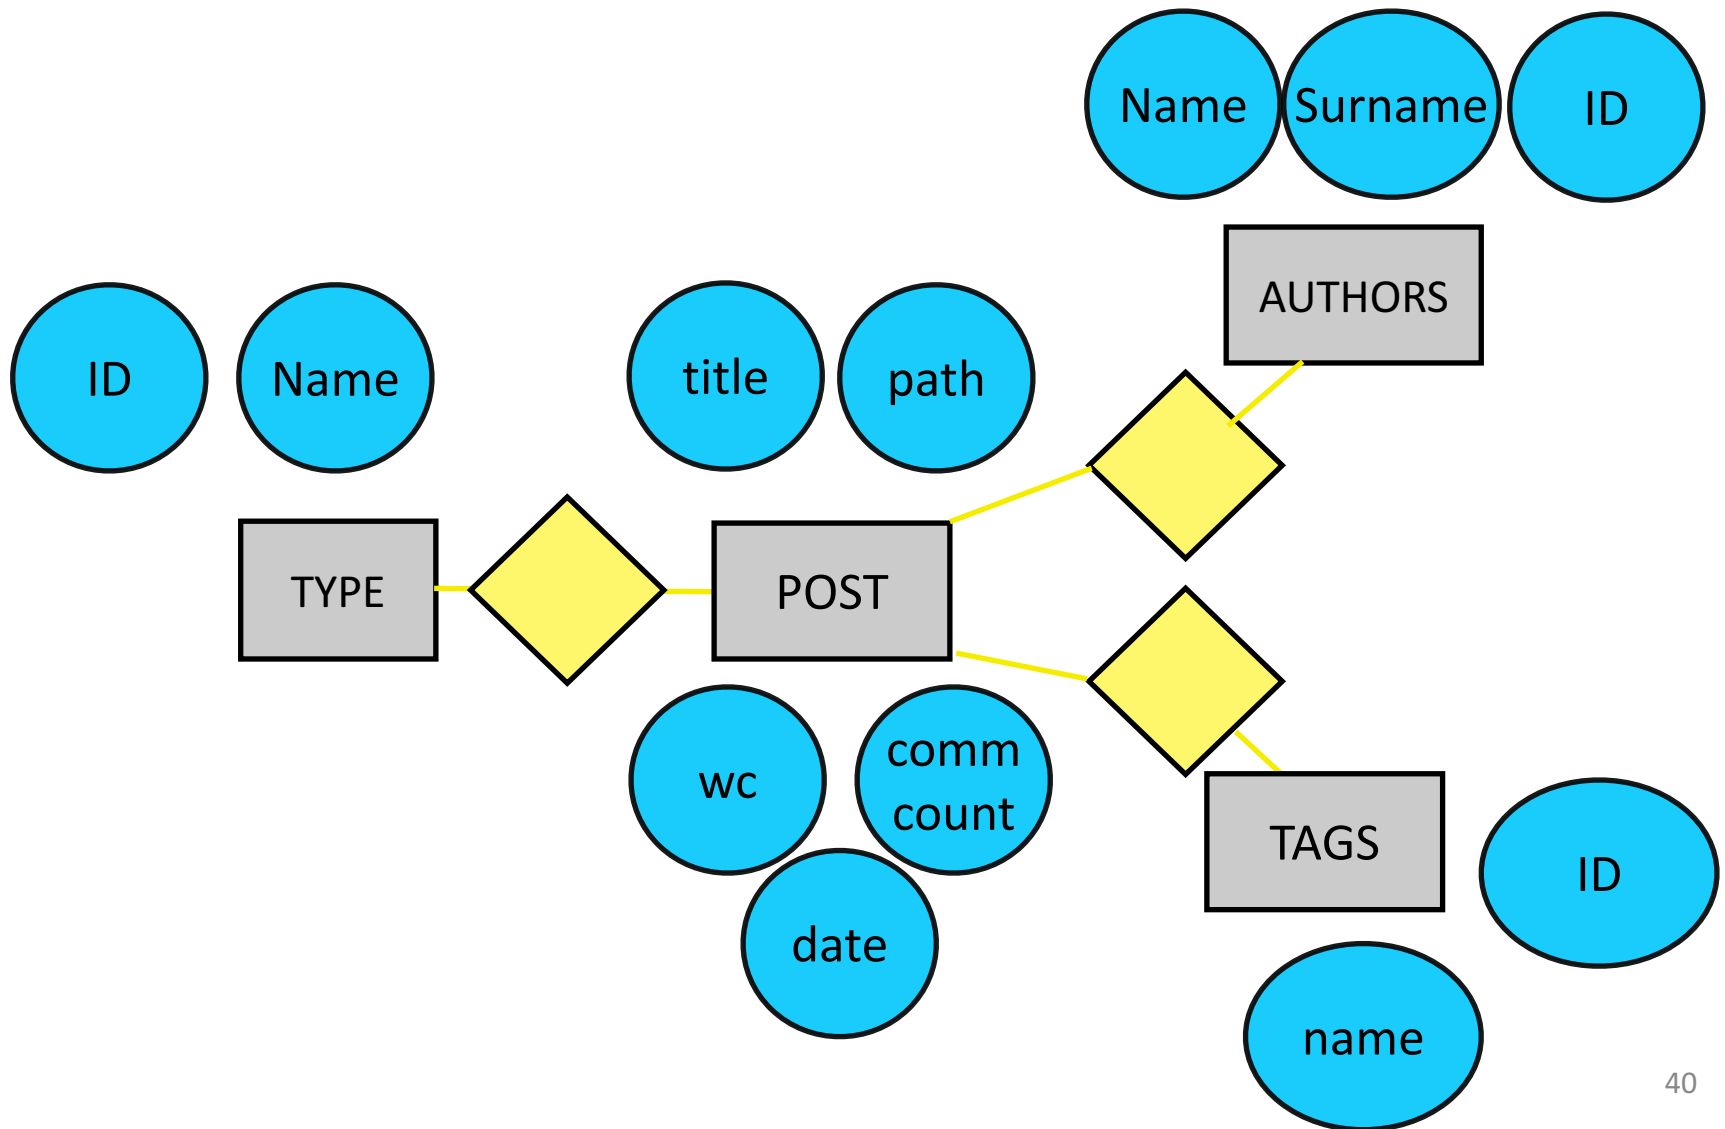 Name Surname ID
AUTHORS
ID Name title path
TYPE POST
wc
comm
count
TAGS
ID
date
name
40